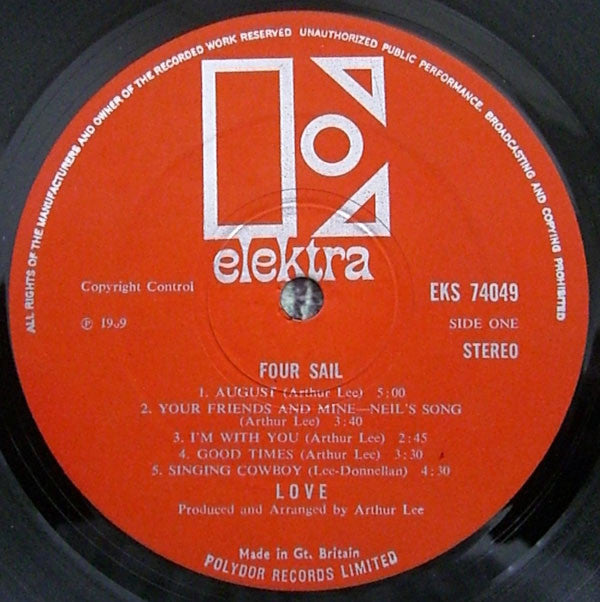 ALL RIGHTS OF THE MANUFACTURERS AND OWNER OF THE RECORDED WORK RESERVED UNAUTHORIZED PUBLIC PERFORMANCE, BROADCASTING AND COPYING PROHIBITED
elektra
Copyright Control
EKS 74049
℗ 1969
SIDE ONE
STEREO
FOUR SAIL
1. AUGUST (Arthur Lee) 5:00
2. YOUR FRIENDS AND MINE—NEIL'S SONG
(Arthur Lee) 3:40
3. I'M WITH YOU (Arthur Lee) 2:45
4. GOOD TIMES (Arthur Lee) 3:30
5. SINGING COWBOY (Lee-Donnellan) 4:30
LOVE
Produced and Arranged by Arthur Lee
Made in Gt. Britain
POLYDOR RECORDS LIMITED